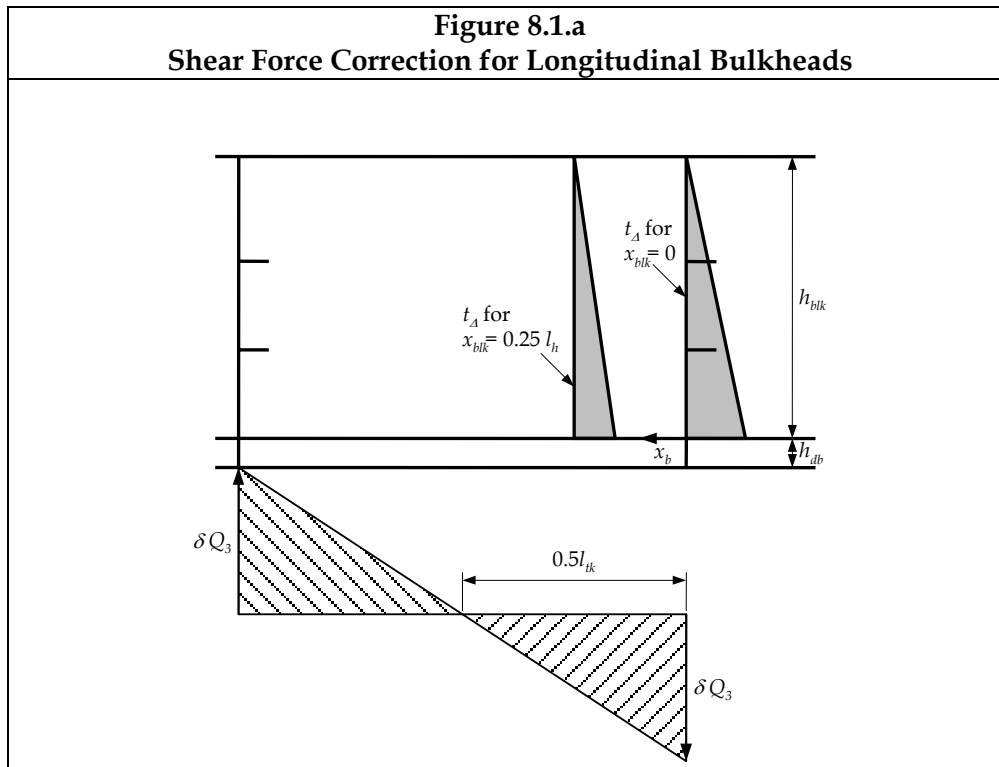 Figure 8.1.a
Shear Force Correction for Longitudinal Bulkheads
t_Δ for
x_blk = 0
h_blk
t_Δ for
x_blk = 0.25 l_h
x_b
h_db
δQ_3
0.5l_tk
δQ_3